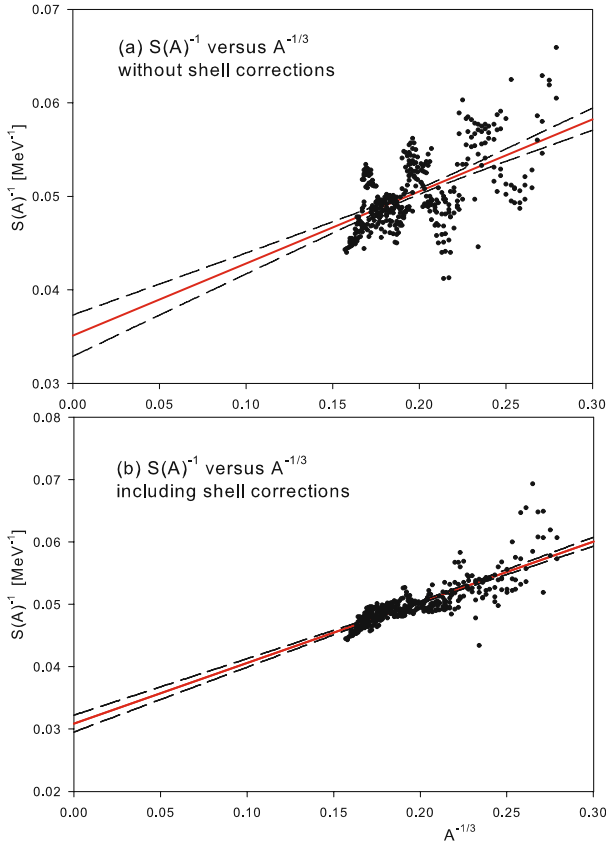 0.07
(a) S(A)⁻¹ versus A⁻¹/³
without shell corrections
0.06
S(A)⁻¹ [MeV⁻¹]
0.05
0.04
0.03
0.00 0.05 0.10 0.15 0.20 0.25 0.30
0.08
(b) S(A)⁻¹ versus A⁻¹/³
including shell corrections
0.07
0.06
S(A)⁻¹ [MeV⁻¹]
0.05
0.04
0.03
0.02
0.00 0.05 0.10 0.15 0.20 0.25 0.30
A⁻¹/³